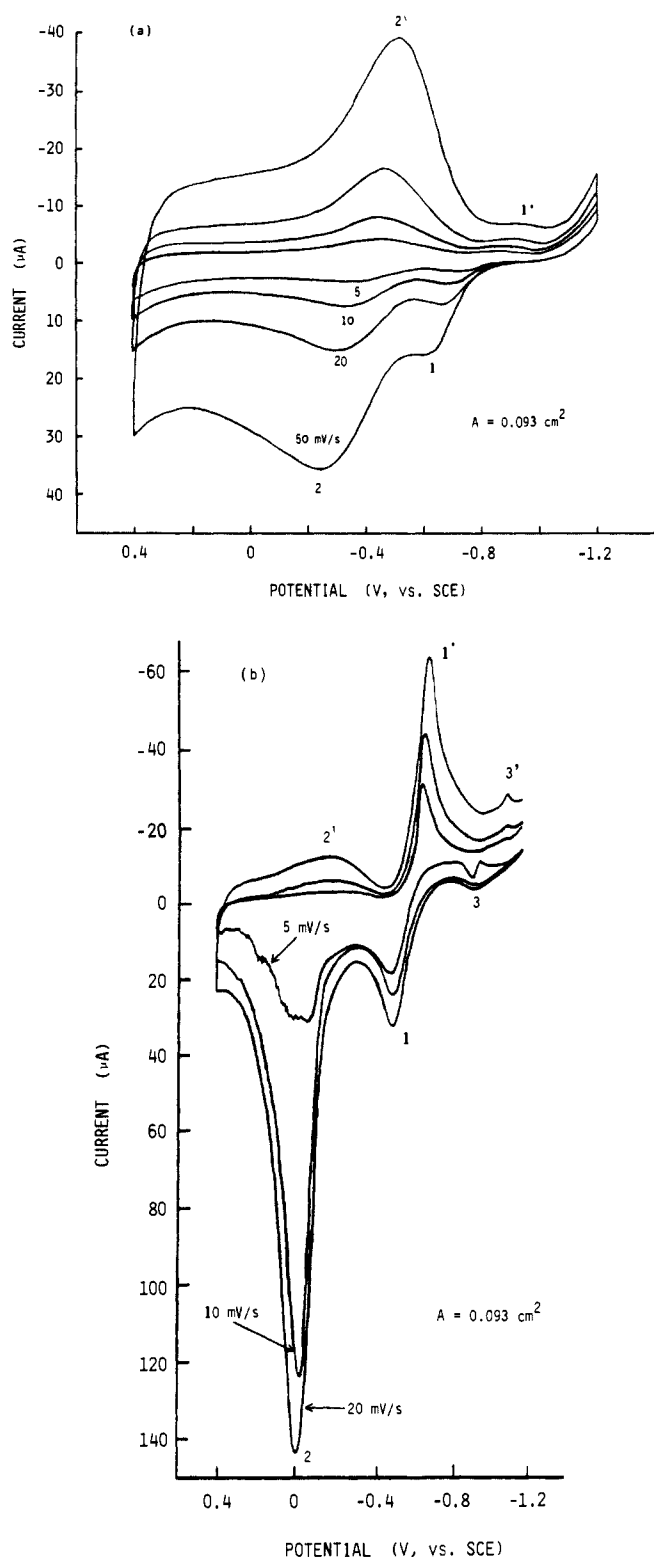 (a)
2'
-40
-30
-20
-10
0
10
20
30
40
1'
5
10
20
50 mV/s
1
2
A = 0.093 cm²
CURRENT (µA)
0.4 0 -0.4 -0.8 -1.2
POTENTIAL (V, vs. SCE)
(b)
1'
3'
2'
-60
-40
-20
0
20
40
60
80
100
120
140
5 mV/s
3
1
10 mV/s
20 mV/s
2
A = 0.093 cm²
CURRENT (µA)
0.4 0 -0.4 -0.8 -1.2
POTENTIAL (V, vs. SCE)